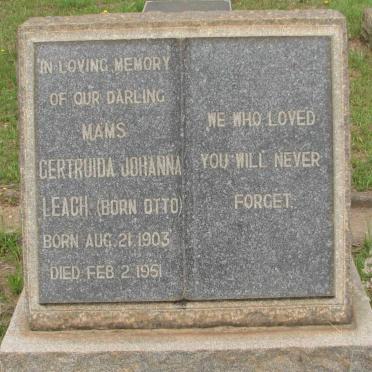 IN LOVING MEMORY
OF OUR DARLING
MAMS
GERTRUIDA JOHANNA
LEACH (BORN OTTO)
BORN AUG. 21. 1903
DIED FEB 2. 1951
WE WHO LOVED
YOU WILL NEVER
FORGET.